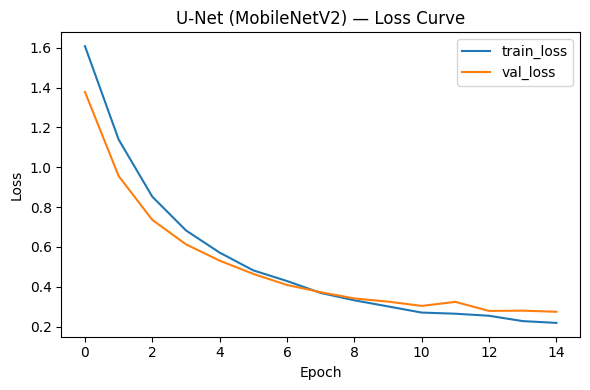 U-Net (MobileNetV2) — Loss Curve
train_loss
val_loss
Loss
1.6
1.4
1.2
1.0
0.8
0.6
0.4
0.2
0 2 4 6 8 10 12 14
Epoch